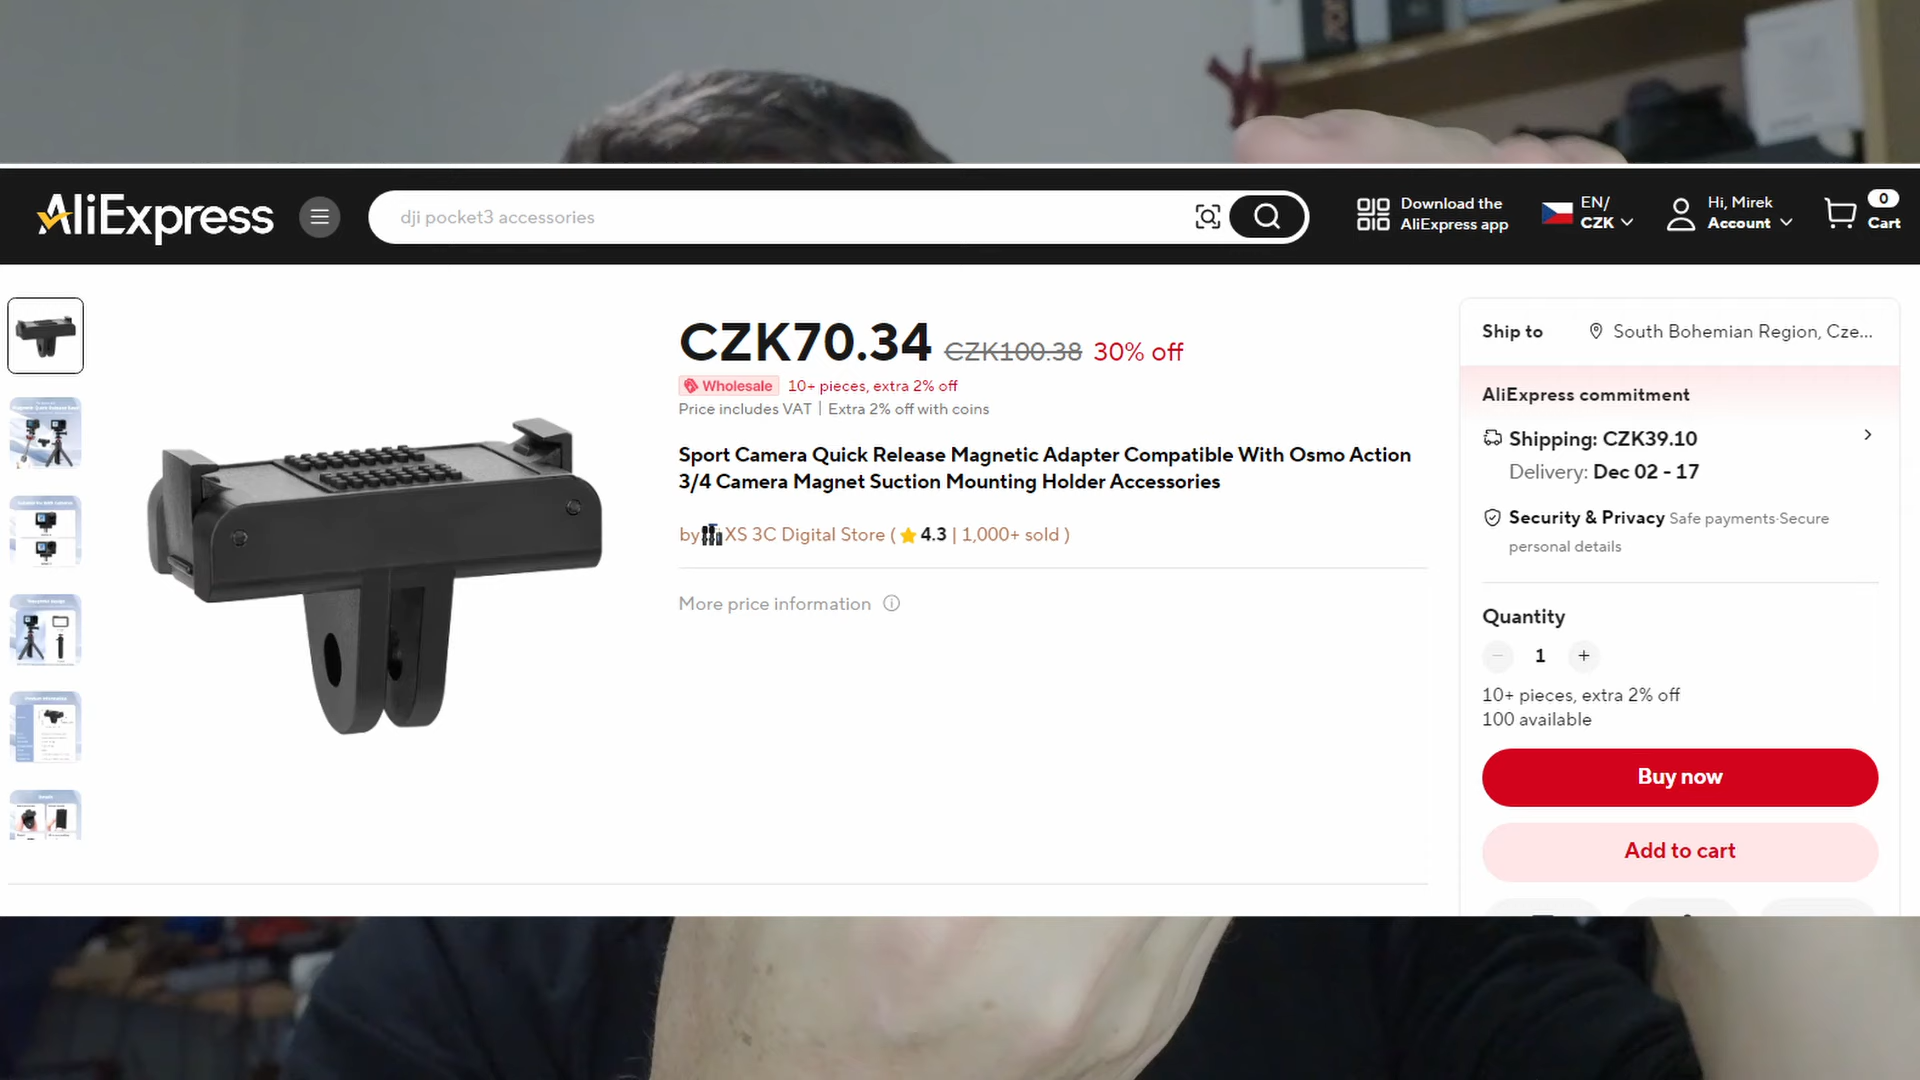 AliExpress
dji pocket3 accessories
Download the
AliExpress app
EN/
CZK
Hi, Mirek
Account
0
Cart
CZK70.34 CZK100.38 30% off
Wholesale 10+ pieces, extra 2% off
Price includes VAT | Extra 2% off with coins
Sport Camera Quick Release Magnetic Adapter Compatible With Osmo Action
3/4 Camera Magnet Suction Mounting Holder Accessories
by XS 3C Digital Store ( 4.3 | 1,000+ sold )
More price information
Ship to South Bohemian Region, Cze...
AliExpress commitment
Shipping: CZK39.10
Delivery: Dec 02 - 17
Security & Privacy Safe payments·Secure
personal details
Quantity
1
10+ pieces, extra 2% off
100 available
Buy now
Add to cart